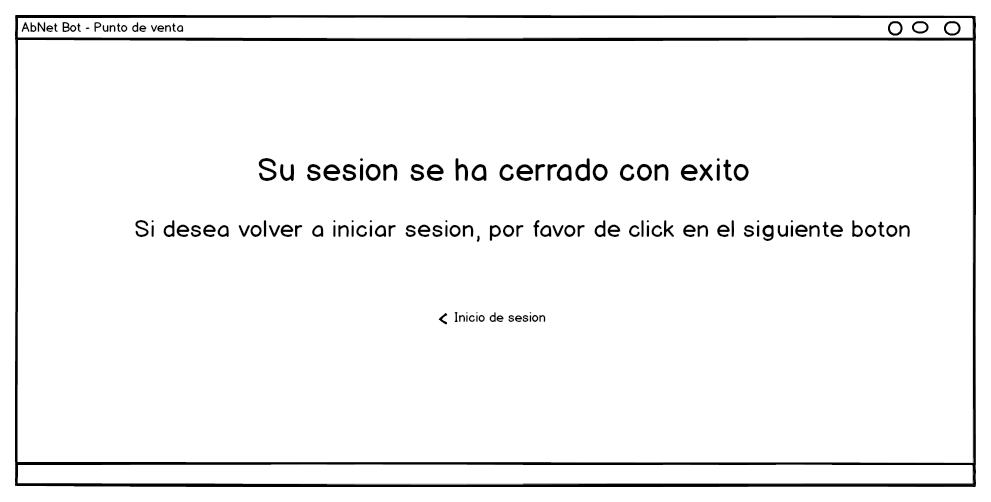 AbNet Bot - Punto de venta
Su sesion se ha cerrado con exito
Si desea volver a iniciar sesion, por favor de click en el siguiente boton
Inicio de sesion